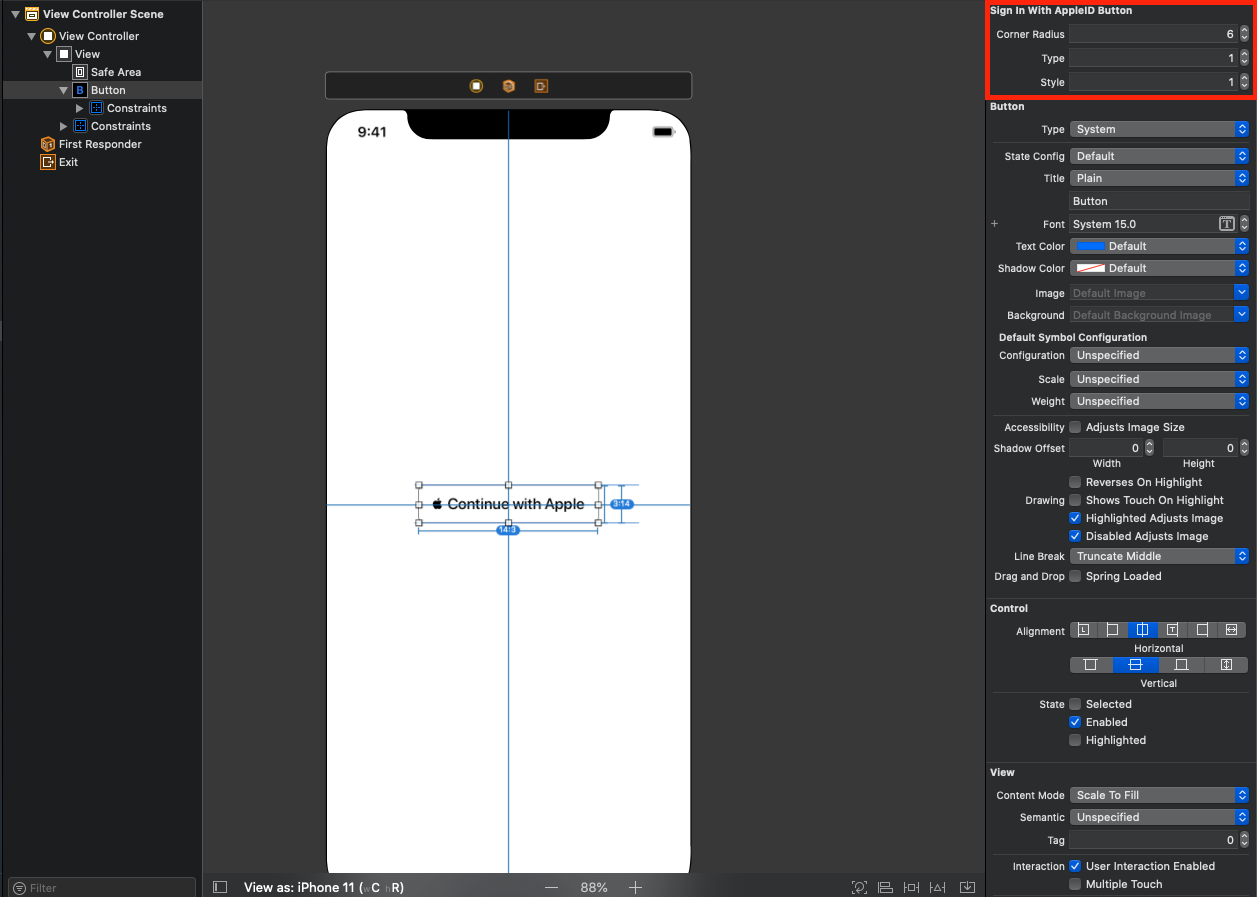 View Controller Scene
View Controller
View
Safe Area
B Button
Constraints
Constraints
First Responder
Exit
Filter
9:41
Continue with Apple
View as: iPhone 11 (wC hR)
88%
Sign In With AppleID Button
Corner Radius 6
Type 1
Style 1
Button
Type System
State Config Default
Title Plain
Button
+ Font System 15.0 T
Text Color Default
Shadow Color Default
Image Default Image
Background Default Background Image
Default Symbol Configuration
Configuration Unspecified
Scale Unspecified
Weight Unspecified
Accessibility Adjusts Image Size
Shadow Offset 0 0
Width Height
Reverses On Highlight
Drawing Shows Touch On Highlight
Highlighted Adjusts Image
Disabled Adjusts Image
Line Break Truncate Middle
Drag and Drop Spring Loaded
Control
Alignment
Horizontal
Vertical
State Selected
Enabled
Highlighted
View
Content Mode Scale To Fill
Semantic Unspecified
Tag 0
Interaction User Interaction Enabled
Multiple Touch